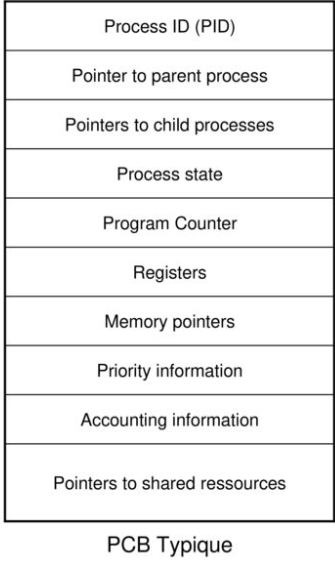 Process ID (PID)
Pointer to parent process
Pointers to child processes
Process state
Program Counter
Registers
Memory pointers
Priority information
Accounting information
Pointers to shared ressources
PCB Typique